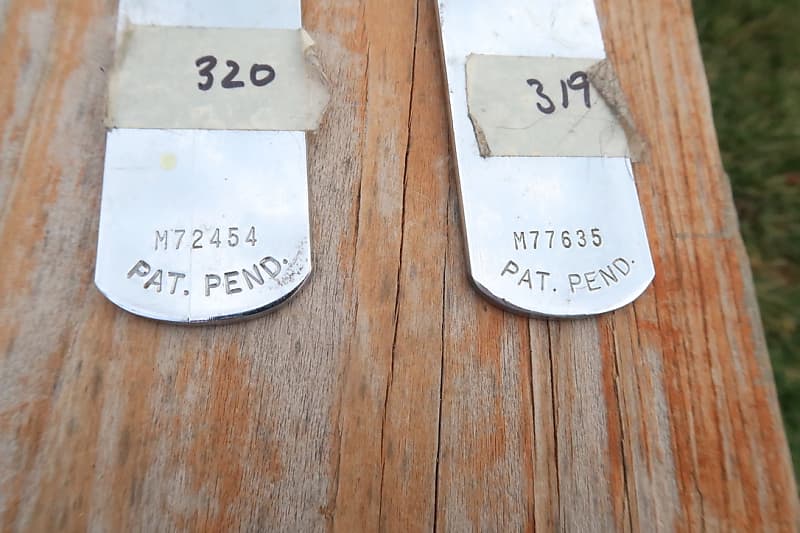 320
M72454
PAT. PEND.
319
M77635
PAT. PEND.